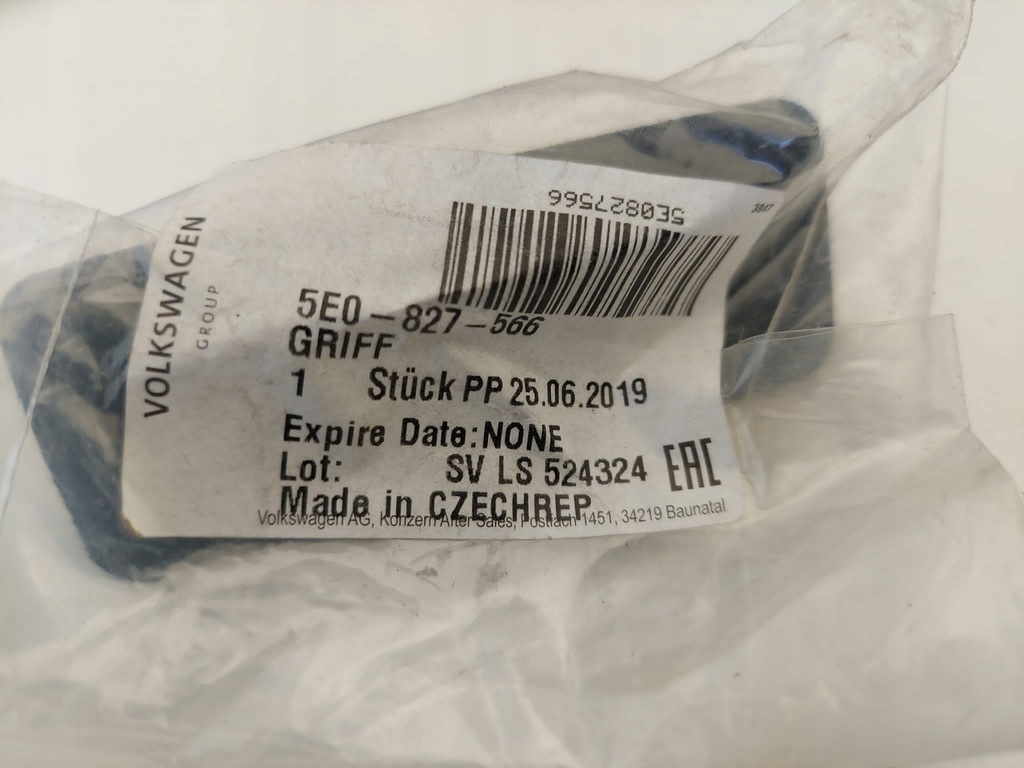 5E0827566
3847
VOLKSWAGEN
GROUP
5E0-827-566
GRIFF
1 Stück PP 25.06.2019
Expire Date:NONE
Lot: SV LS 524324
EAC
Made in CZECHREP
Volkswagen AG, Konzern After Sales, Postfach 1451, 34219 Baunatal